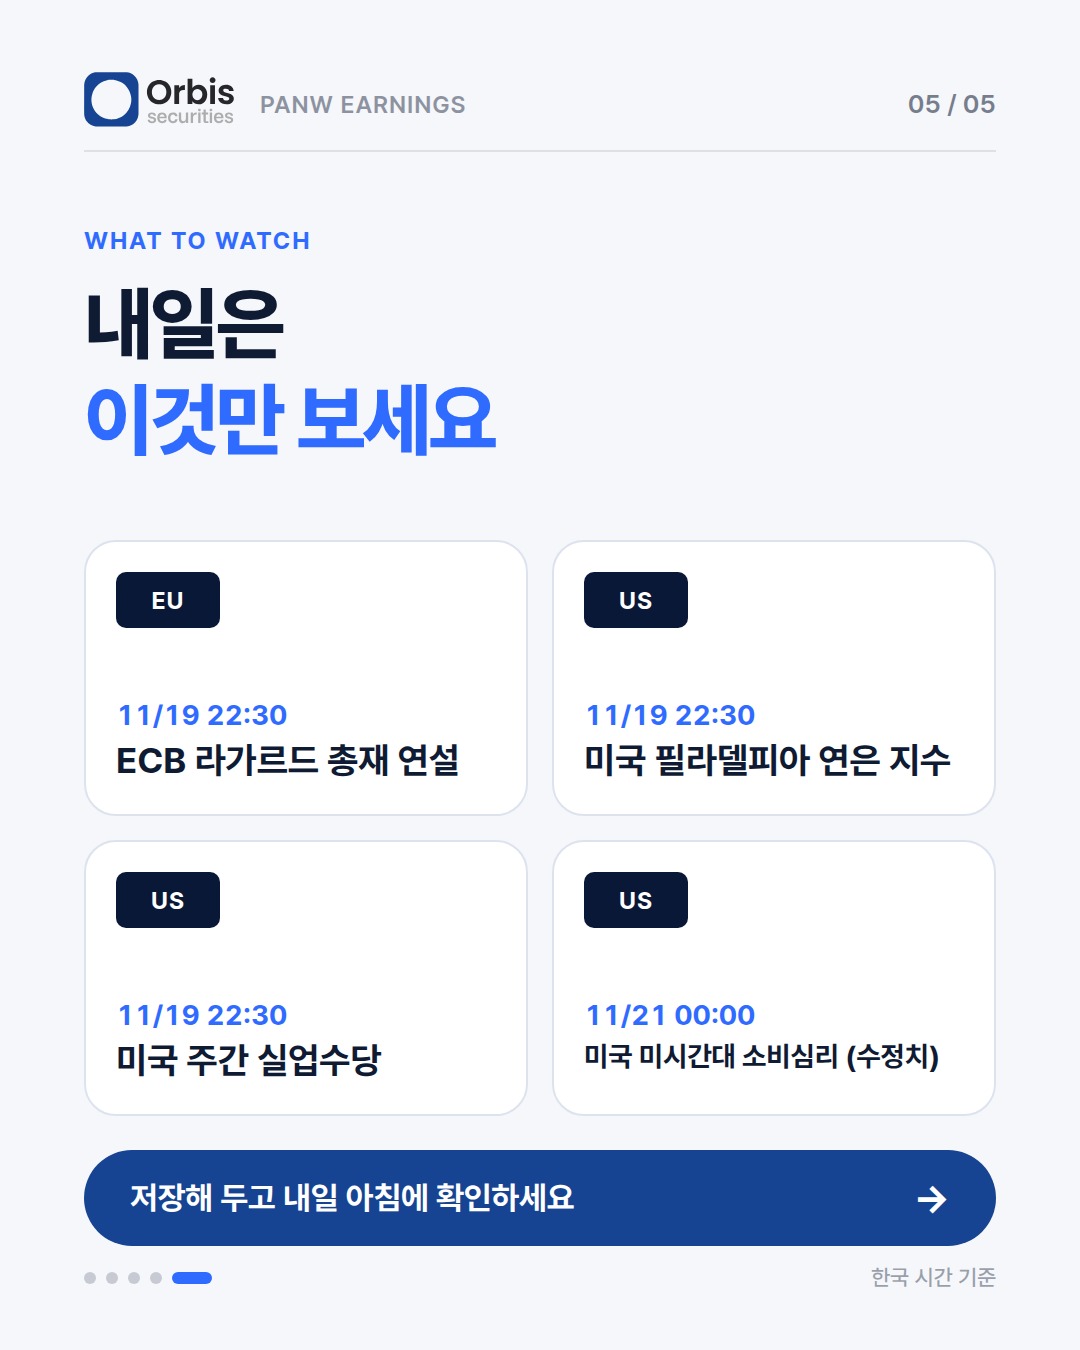 Orbis
securities
PANW EARNINGS
05 / 05
WHAT TO WATCH
내일은
이것만 보세요
EU
11/19 22:30
ECB 라가르드 총재 연설
US
11/19 22:30
미국 필라델피아 연은 지수
US
11/19 22:30
미국 주간 실업수당
US
11/21 00:00
미국 미시간대 소비심리 (수정치)
저장해 두고 내일 아침에 확인하세요
한국 시간 기준